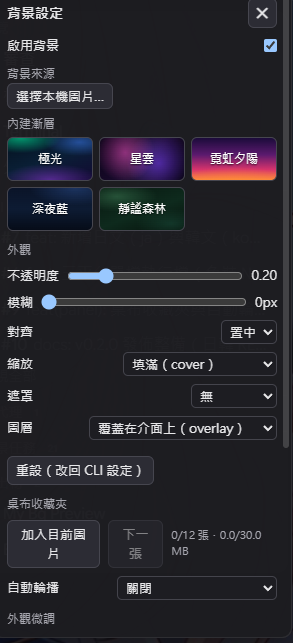 背景設定
啟用背景
背景來源
選擇本機圖片...
內建漸層
極光 星雲 霓虹夕陽
深夜藍 靜謐森林
外觀
不透明度 0.20
模糊 0px
對齊 置中
縮放 填滿（cover）
遮罩 無
圖層 覆蓋在介面上（overlay）
重設（改回 CLI 設定）
桌布收藏夾
加入目前圖
片
下一
張
0/12 張 · 0.0/30.0
MB
自動輪播 關閉
外觀微調